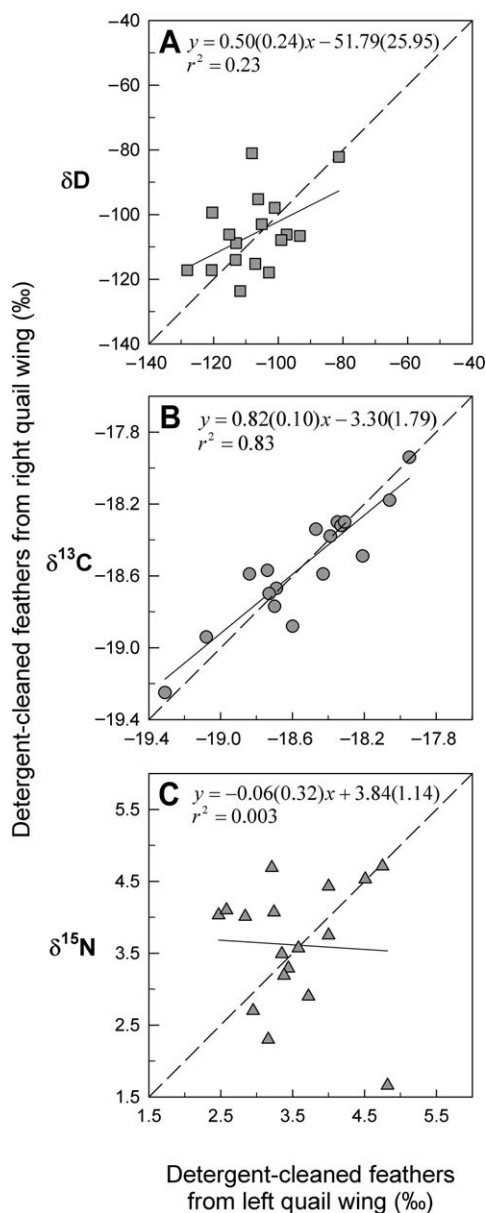 Detergent-cleaned feathers from right quail wing (‰)
A
y = 0.50(0.24)x − 51.79(25.95)
r² = 0.23
δD
−40
−60
−80
−100
−120
−140
−140 −120 −100 −80 −60 −40
B
y = 0.82(0.10)x − 3.30(1.79)
r² = 0.83
δ¹³C
−17.8
−18.2
−18.6
−19.0
−19.4
−19.4 −19.0 −18.6 −18.2 −17.8
C
y = −0.06(0.32)x + 3.84(1.14)
r² = 0.003
δ¹⁵N
5.5
4.5
3.5
2.5
1.5
1.5 2.5 3.5 4.5 5.5
Detergent-cleaned feathers
from left quail wing (‰)